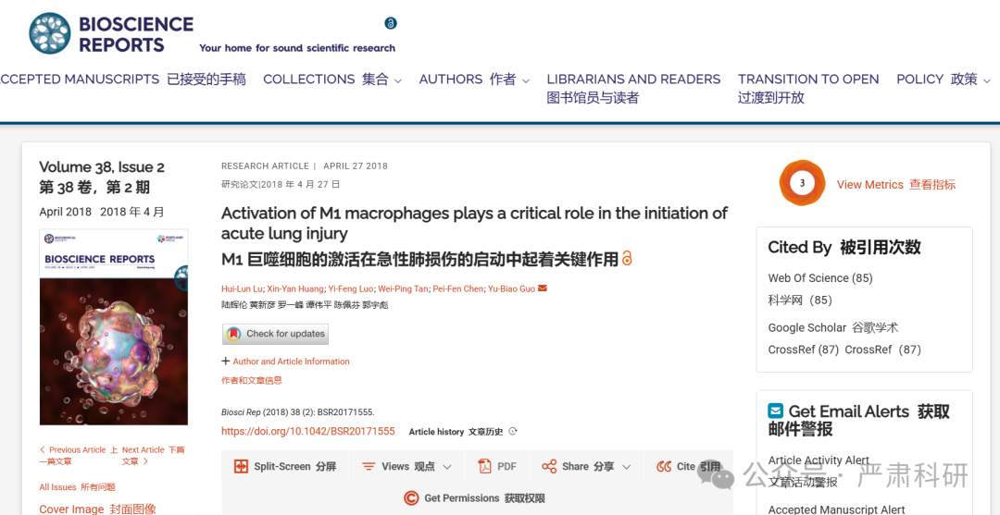 BIOSCIENCE
REPORTS
Your home for sound scientific research
CCEPTED MANUSCRIPTS 已接受的手稿
COLLECTIONS 集合
AUTHORS 作者
LIBRARIANS AND READERS
图书馆员与读者
TRANSITION TO OPEN
过渡到开放
POLICY 政策
Volume 38, Issue 2
第 38 卷，第 2 期
April 2018 2018 年 4 月
BIOSCIENCE REPORTS
Previous Article 上一篇文章
Next Article 下篇文章
All Issues 所有问题
Cover Image 封面图像
RESEARCH ARTICLE | APRIL 27 2018
研究论文|2018 年 4 月 27 日
Activation of M1 macrophages plays a critical role in the initiation of
acute lung injury
M1 巨噬细胞的激活在急性肺损伤的启动中起着关键作用
Hui-Lun Lu; Xin-Yan Huang; Yi-Feng Luo; Wei-Ping Tan; Pei-Fen Chen; Yu-Biao Guo
陆辉伦 黄新彦 罗一峰 谭伟平 陈佩芬 郭宇彪
Check for updates
+ Author and Article Information
作者和文章信息
Biosci Rep (2018) 38 (2): BSR20171555.
https://doi.org/10.1042/BSR20171555 Article history 文章历史
Split-Screen 分屏
Views 观点
PDF
Share 分享
Cite 引用
Get Permissions 获取权限
3
View Metrics 查看指标
Cited By 被引用次数
Web Of Science (85)
科学网（85）
Google Scholar 谷歌学术
CrossRef (87) CrossRef（87）
Get Email Alerts 获取
邮件警报
Article Activity Alert
文章活动警报
Accepted Manuscript Alert
公众号 · 严肃科研